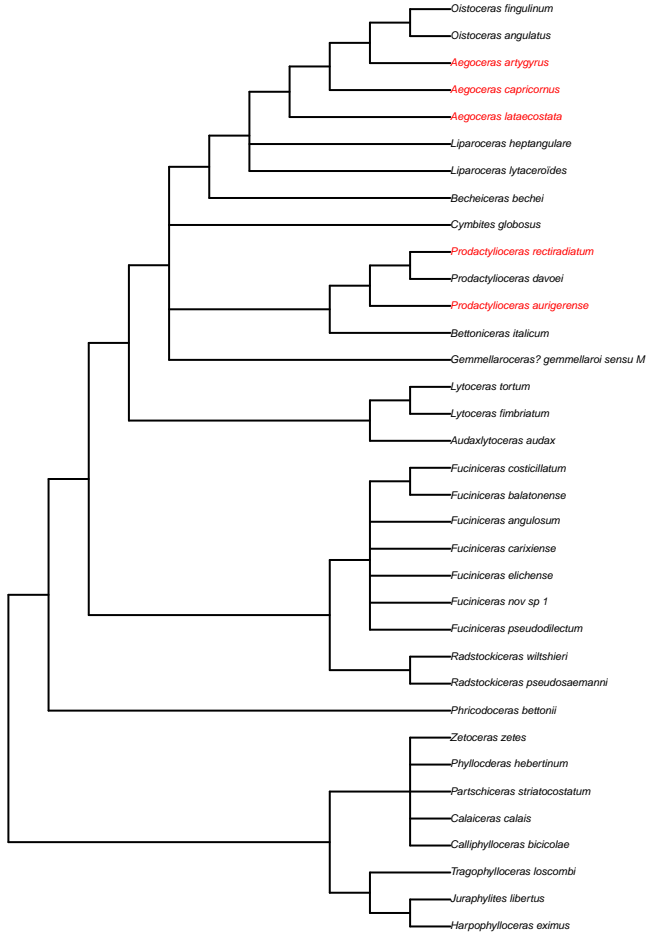 Oistoceras fingulinum
Oistoceras angulatus
Aegoceras artygyrus
Aegoceras capricornus
Aegoceras lataecostata
Liparoceras heptangulare
Liparoceras lytaceroïdes
Becheiceras bechei
Cymbites globosus
Prodactylioceras rectiradiatum
Prodactylioceras davoei
Prodactylioceras aurigerense
Bettoniceras italicum
Gemmellaroceras? gemmellaroi sensu M
Lytoceras tortum
Lytoceras fimbriatum
Audaxlytoceras audax
Fuciniceras costicillatum
Fuciniceras balatonense
Fuciniceras angulosum
Fuciniceras carixiense
Fuciniceras elichense
Fuciniceras nov sp 1
Fuciniceras pseudodilectum
Radstockiceras wiltshieri
Radstockiceras pseudosaemanni
Phricodoceras bettonii
Zetoceras zetes
Phyllocderas hebertinum
Partschiceras striatocostatum
Calaiceras calais
Calliphylloceras bicicolae
Tragophylloceras loscombi
Juraphylites libertus
Harpophylloceras eximus